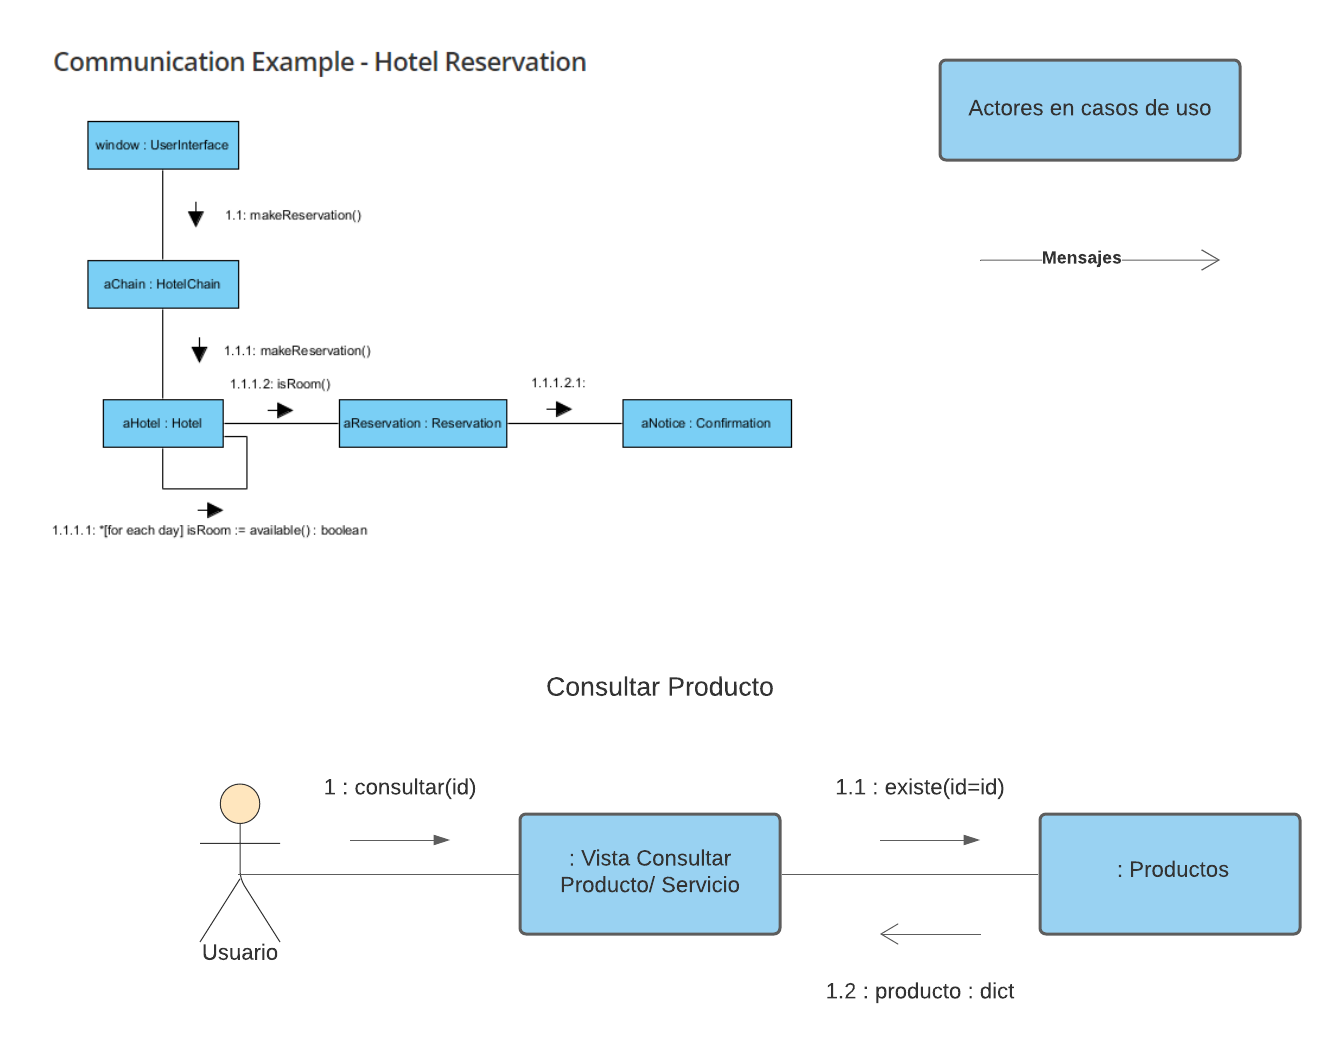 Communication Example - Hotel Reservation
Actores en casos de uso
window : UserInterface
1.1: makeReservation()
Mensajes
aChain : HotelChain
1.1.1: makeReservation()
1.1.1.2: isRoom()
1.1.1.2.1:
aHotel : Hotel
aReservation : Reservation
aNotice : Confirmation
1.1.1.1: *[for each day] isRoom := available() : boolean
Consultar Producto
1 : consultar(id)
1.1 : existe(id=id)
: Vista Consultar
Producto/ Servicio
: Productos
Usuario
1.2 : producto : dict